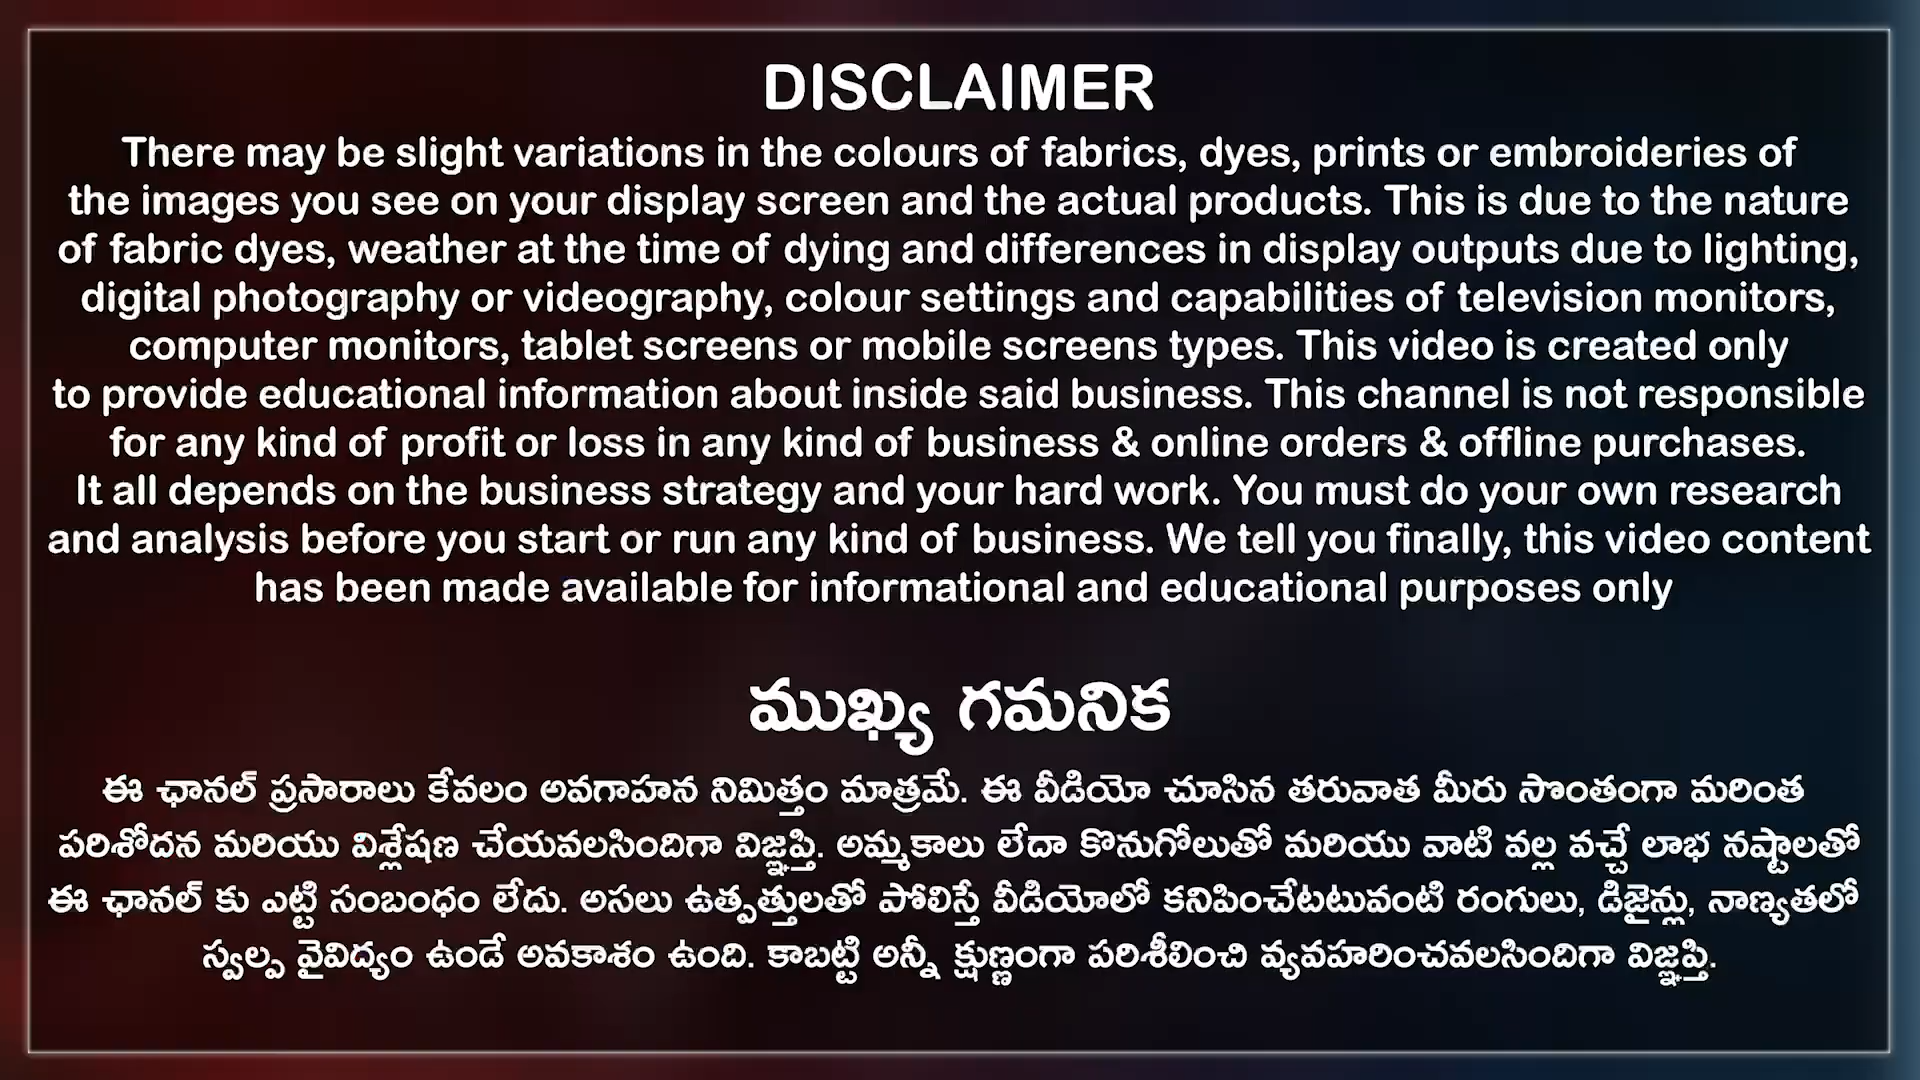 DISCLAIMER
There may be slight variations in the colours of fabrics, dyes, prints or embroideries of
the images you see on your display screen and the actual products. This is due to the nature
of fabric dyes, weather at the time of dying and differences in display outputs due to lighting,
digital photography or videography, colour settings and capabilities of television monitors,
computer monitors, tablet screens or mobile screens types. This video is created only
to provide educational information about inside said business. This channel is not responsible
for any kind of profit or loss in any kind of business & online orders & offline purchases.
It all depends on the business strategy and your hard work. You must do your own research
and analysis before you start or run any kind of business. We tell you finally, this video content
has been made available for informational and educational purposes only
ముఖ్య గమనిక
ఈ ఛానల్ ప్రసారాలు కేవలం అవగాహన నిమిత్తం మాత్రమే. ఈ వీడియో చూసిన తరువాత మీరు సొంతంగా మరింత
పరిశోదన మరియు విశ్లేషణ చేయవలసిందిగా విజ్ఞప్తి. అమ్మకాలు లేదా కొనుగోలుతో మరియు వాటి వల్ల వచ్చే లాభ నష్టాలతో
ఈ ఛానల్ కు ఎట్టి సంబంధం లేదు. అసలు ఉత్పత్తులతో పోలిస్తే వీడియోలో కనిపించేటటువంటి రంగులు, డిజైన్లు, నాణ్యతలో
స్వల్ప వైవిద్యం ఉండే అవకాశం ఉంది. కాబట్టి అన్నీ క్షుణ్ణంగా పరిశీలించి వ్యవహరించవలసిందిగా విజ్ఞప్తి.